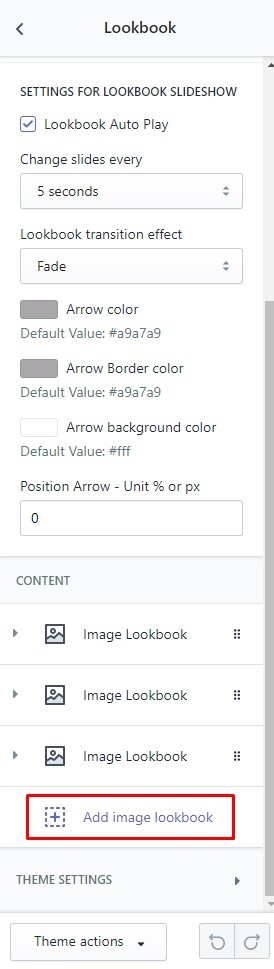 Lookbook
SETTINGS FOR LOOKBOOK SLIDESHOW
Lookbook Auto Play
Change slides every
5 seconds
Lookbook transition effect
Fade
Arrow color
Default Value: #a9a7a9
Arrow Border color
Default Value: #a9a7a9
Arrow background color
Default Value: #fff
Position Arrow - Unit % or px
0
CONTENT
Image Lookbook
Image Lookbook
Image Lookbook
Add image lookbook
THEME SETTINGS
Theme actions